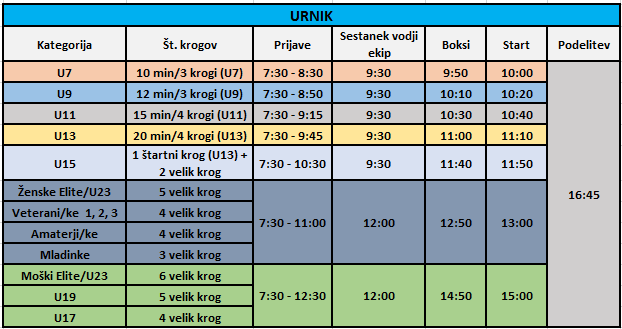 URNIK
Kategorija Št. krogov Prijave Sestanek vodji ekip Boksi Start Podelitev
U7 10 min/3 krogi (U7) 7:30 - 8:30 9:30 9:50 10:00
U9 12 min/3 krogi (U9) 7:30 - 8:50 9:30 10:10 10:20
U11 15 min/4 krogi (U11) 7:30 - 9:15 9:30 10:30 10:40
U13 20 min/4 krogi (U13) 7:30 - 9:45 9:30 11:00 11:10
U15 1 štartni krog (U13) + 2 velik krog 7:30 - 10:30 9:30 11:40 11:50
16:45
Ženske Elite/U23 5 velik krog
Veterani/ke 1, 2, 3 4 velik krog
7:30 - 11:00 12:00 12:50 13:00
Amaterji/ke 4 velik krog
Mladinke 3 velik krog
Moški Elite/U23 6 velik krog
U19 5 velik krog 7:30 - 12:30 12:00 14:50 15:00
U17 4 velik krog